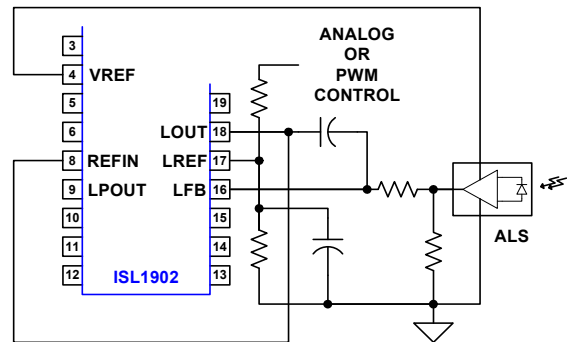 ANALOG
OR
PWM
CONTROL
3
4 VREF
5
6
8 REFIN
9 LPOUT
10
11
12
19
LOUT 18
LREF 17
LFB 16
15
14
13
ISL1902
ALS